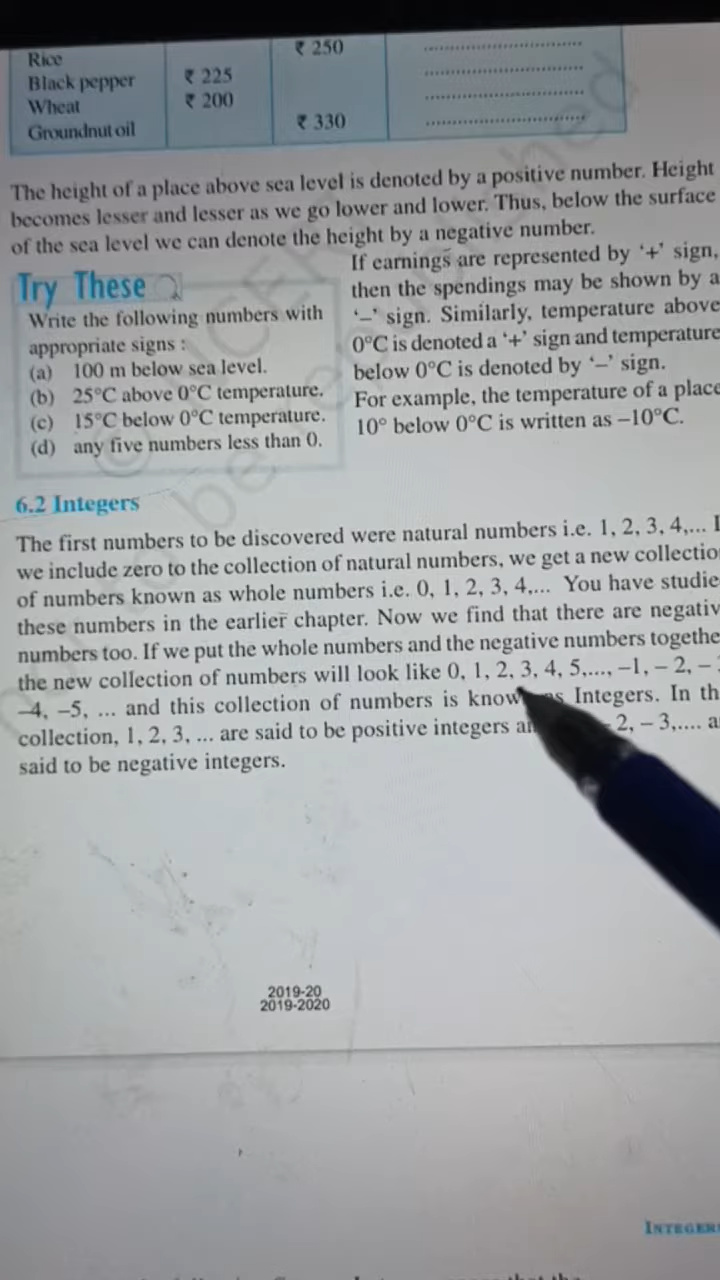 Rice ₹ 250 ........................
Black pepper ₹ 225 ........................
Wheat ₹ 200 ........................
Groundnut oil ₹ 330 ........................
The height of a place above sea level is denoted by a positive number. Height
becomes lesser and lesser as we go lower and lower. Thus, below the surface
of the sea level we can denote the height by a negative number.
Try These
Write the following numbers with
appropriate signs :
(a) 100 m below sea level.
(b) 25°C above 0°C temperature.
(c) 15°C below 0°C temperature.
(d) any five numbers less than 0.
If earnings are represented by ‘+’ sign,
then the spendings may be shown by a
‘–’ sign. Similarly, temperature above
0°C is denoted a ‘+’ sign and temperature
below 0°C is denoted by ‘–’ sign.
For example, the temperature of a place
10° below 0°C is written as –10°C.
6.2 Integers
The first numbers to be discovered were natural numbers i.e. 1, 2, 3, 4,...
we include zero to the collection of natural numbers, we get a new collectio
of numbers known as whole numbers i.e. 0, 1, 2, 3, 4,... You have studie
these numbers in the earlier chapter. Now we find that there are negativ
numbers too. If we put the whole numbers and the negative numbers togethe
the new collection of numbers will look like 0, 1, 2, 3, 4, 5,..., –1, – 2, –
–4, –5, ... and this collection of numbers is know as Integers. In th
collection, 1, 2, 3, ... are said to be positive integers 2, – 3,....
said to be negative integers.
2019-20
2019-2020
INTEGER